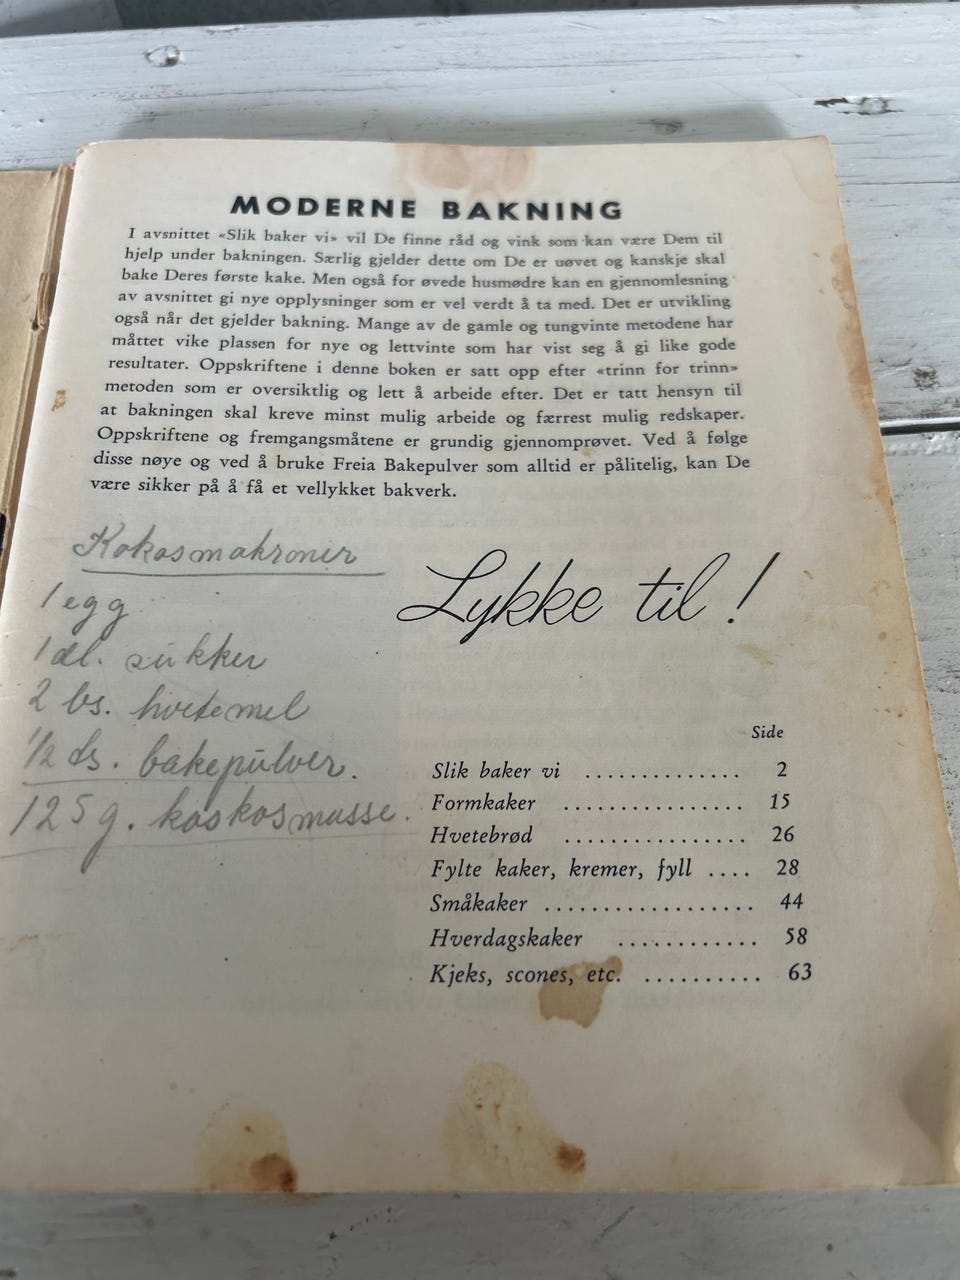 MODERNE BAKNING
I avsnittet «Slik baker vi» vil De finne råd og vink som kan være Dem til
hjelp under bakningen. Særlig gjelder dette om De er uøvet og kanskje skal
bake Deres første kake. Men også for øvede husmødre kan en gjennomlesning
av avsnittet gi nye opplysninger som er vel verdt å ta med. Det er utvikling
også når det gjelder bakning. Mange av de gamle og tungvinte metodene har
måttet vike plassen for nye og lettvinte som har vist seg å gi like gode
resultater. Oppskriftene i denne boken er satt opp efter «trinn for trinn»
metoden som er oversiktlig og lett å arbeide efter. Det er tatt hensyn til
at bakningen skal kreve minst mulig arbeide og færrest mulig redskaper.
Oppskriftene og fremgangsmåtene er grundig gjennomprøvet. Ved å følge
disse nøye og ved å bruke Freia Bakepulver som alltid er pålitelig, kan De
være sikker på å få et vellykket bakverk.
Kokosmakroner
1 egg
1 dl. sukker
2 bs. hvetemel
1/2 ts. bakepulver.
125 g. koskosmasse.
Lykke til!
Side
Slik baker vi ............. 2
Formkaker ............... 15
Hvetebrød ............... 26
Fylte kaker, kremer, fyll .... 28
Småkaker .................. 44
Hverdagskaker ............ 58
Kjeks, scones, etc. .......... 63